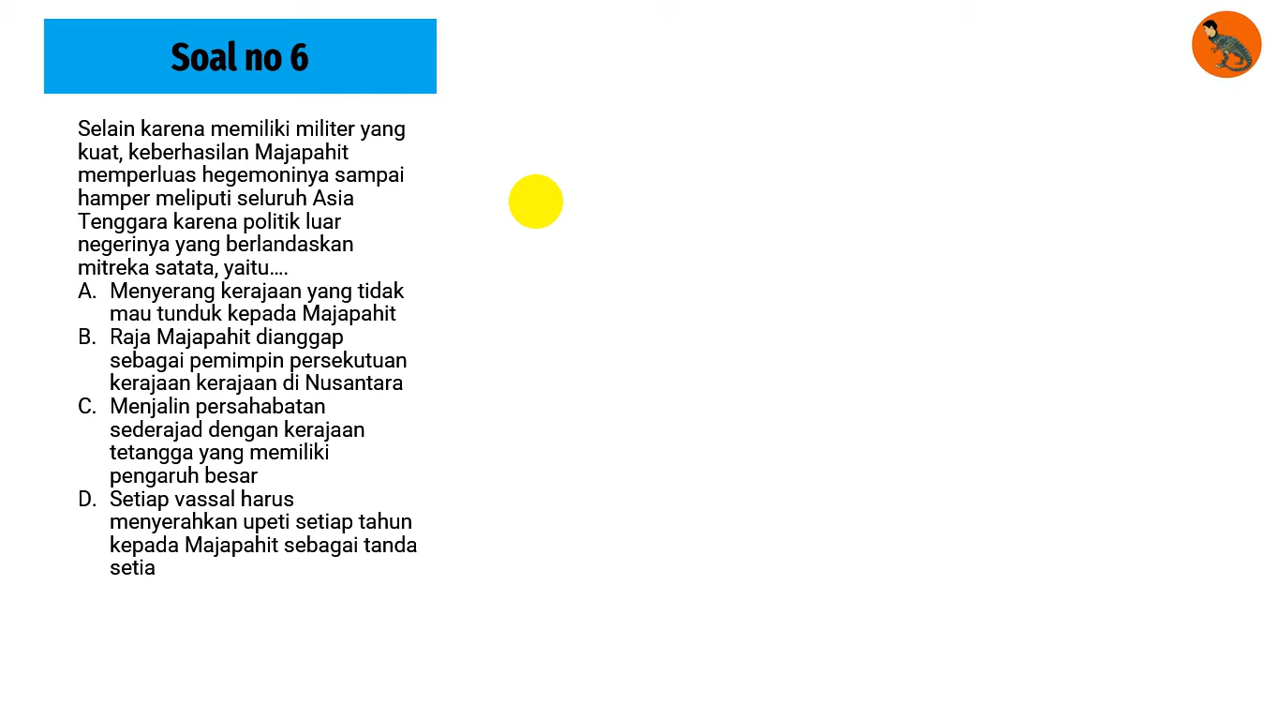 Soal no 6
Selain karena memiliki militer yang
kuat, keberhasilan Majapahit
memperluas hegemoninya sampai
hamper meliputi seluruh Asia
Tenggara karena politik luar
negerinya yang berlandaskan
mitreka satata, yaitu....
A. Menyerang kerajaan yang tidak
mau tunduk kepada Majapahit
B. Raja Majapahit dianggap
sebagai pemimpin persekutuan
kerajaan kerajaan di Nusantara
C. Menjalin persahabatan
sederajad dengan kerajaan
tetangga yang memiliki
pengaruh besar
D. Setiap vassal harus
menyerahkan upeti setiap tahun
kepada Majapahit sebagai tanda
setia